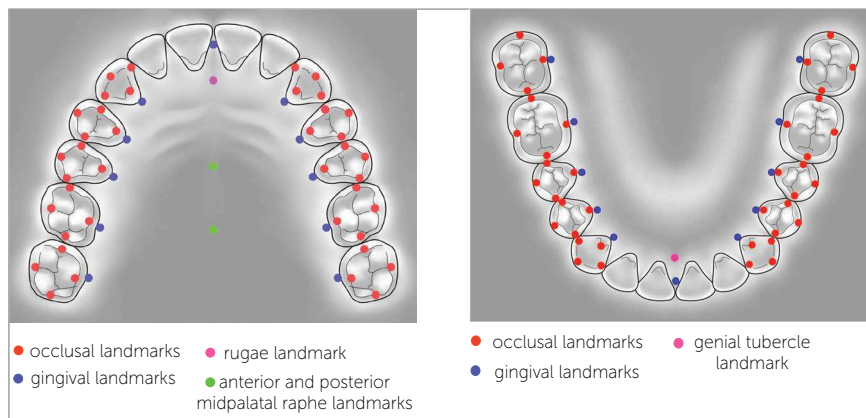 occlusal landmarks
gingival landmarks
rugae landmark
anterior and posterior
midpalatal raphe landmarks
occlusal landmarks
gingival landmarks
genial tubercle
landmark